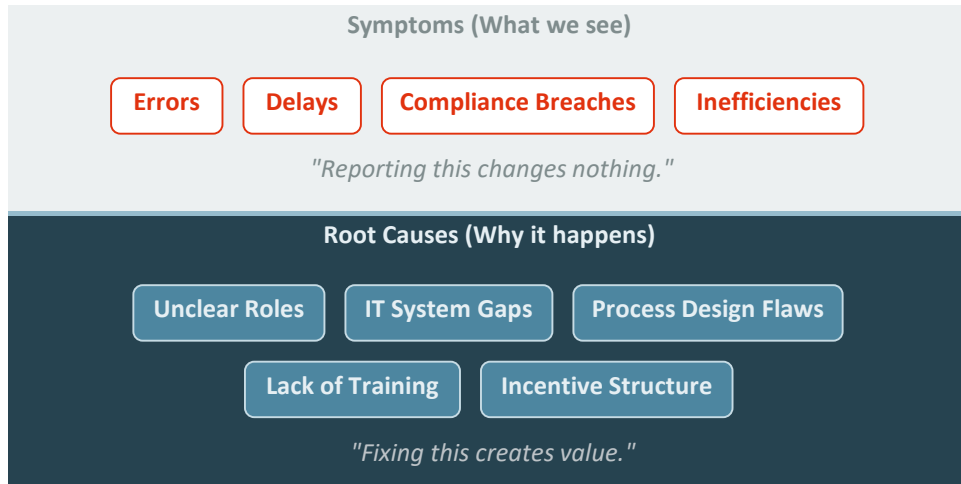 Symptoms (What we see)
Errors
Delays
Compliance Breaches
Inefficiencies
"Reporting this changes nothing."
Root Causes (Why it happens)
Unclear Roles
IT System Gaps
Process Design Flaws
Lack of Training
Incentive Structure
"Fixing this creates value."